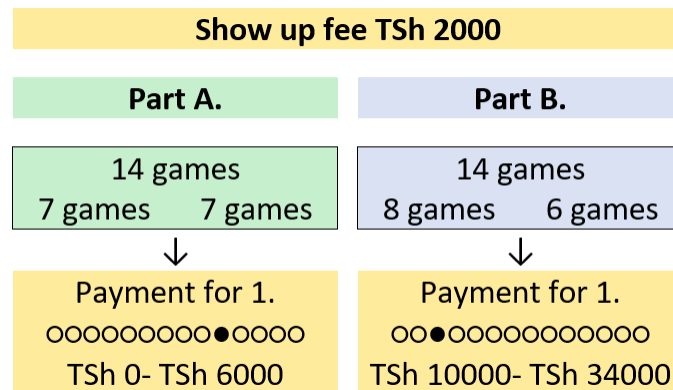 Show up fee TSh 2000
Part A.
14 games
7 games 7 games
Payment for 1.
TSh 0- TSh 6000
Part B.
14 games
8 games 6 games
Payment for 1.
TSh 10000- TSh 34000